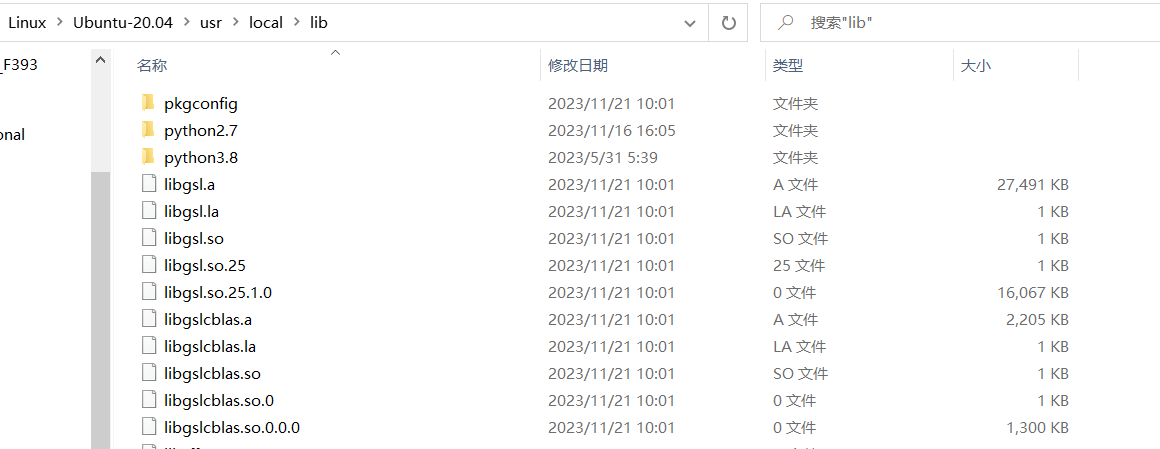 Linux > Ubuntu-20.04 > usr > local > lib 搜索"lib"
_F393
onal
名称 修改日期 类型 大小
pkgconfig 2023/11/21 10:01 文件夹
python2.7 2023/11/16 16:05 文件夹
python3.8 2023/5/31 5:39 文件夹
libgsl.a 2023/11/21 10:01 A 文件 27,491 KB
libgsl.la 2023/11/21 10:01 LA 文件 1 KB
libgsl.so 2023/11/21 10:01 SO 文件 1 KB
libgsl.so.25 2023/11/21 10:01 25 文件 1 KB
libgsl.so.25.1.0 2023/11/21 10:01 0 文件 16,067 KB
libgslcblas.a 2023/11/21 10:01 A 文件 2,205 KB
libgslcblas.la 2023/11/21 10:01 LA 文件 1 KB
libgslcblas.so 2023/11/21 10:01 SO 文件 1 KB
libgslcblas.so.0 2023/11/21 10:01 0 文件 1 KB
libgslcblas.so.0.0.0 2023/11/21 10:01 0 文件 1,300 KB